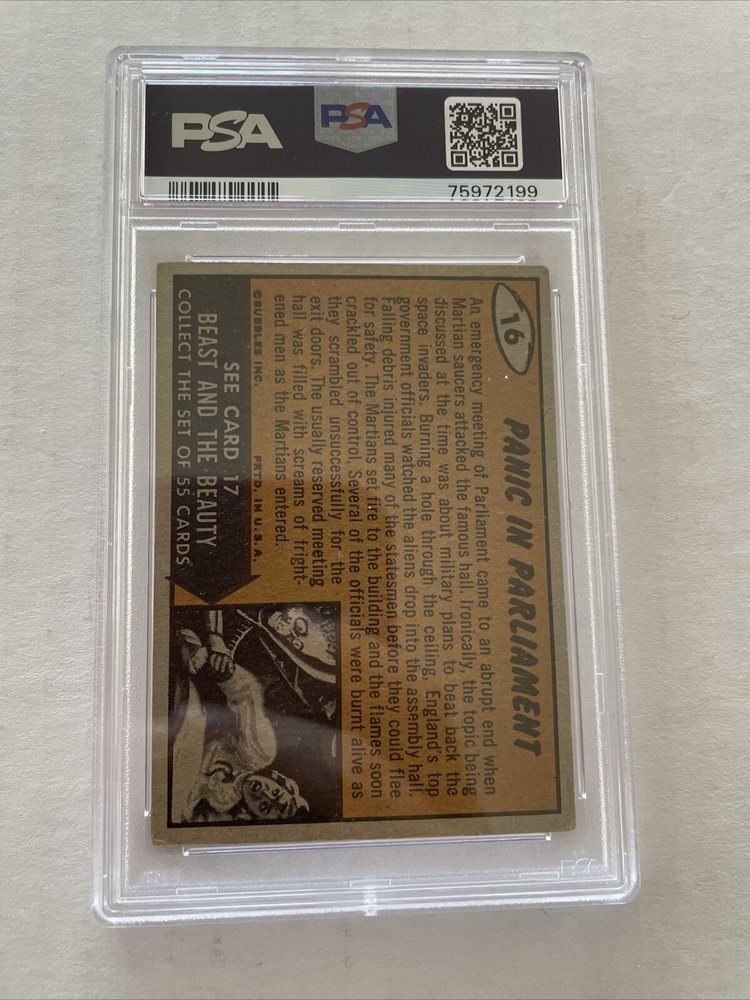 PSA
PSA
75972199
16
PANIC IN PARLIAMENT
An emergency meeting of Parliament came to an abrupt end when
Martian saucers attacked the famous hall. Ironically, the topic being
discussed at the time was about military plans to beat back the
space invaders. Burning a hole through the ceiling, England's top
government officials watched the aliens drop into the assembly hall.
Falling debris injured many of the statesmen before they could flee
for safety. The Martians set fire to the building and the flames soon
crackled out of control. Several of the officials were burnt alive as
they scrambled unsuccessfully for the
exit doors. The usually reserved meeting
hall was filled with screams of fright-
ened men as the Martians entered.
©BUBBLES INC. PRTD. IN U.S.A.
SEE CARD 17
BEAST AND THE BEAUTY
COLLECT THE SET OF 55 CARDS